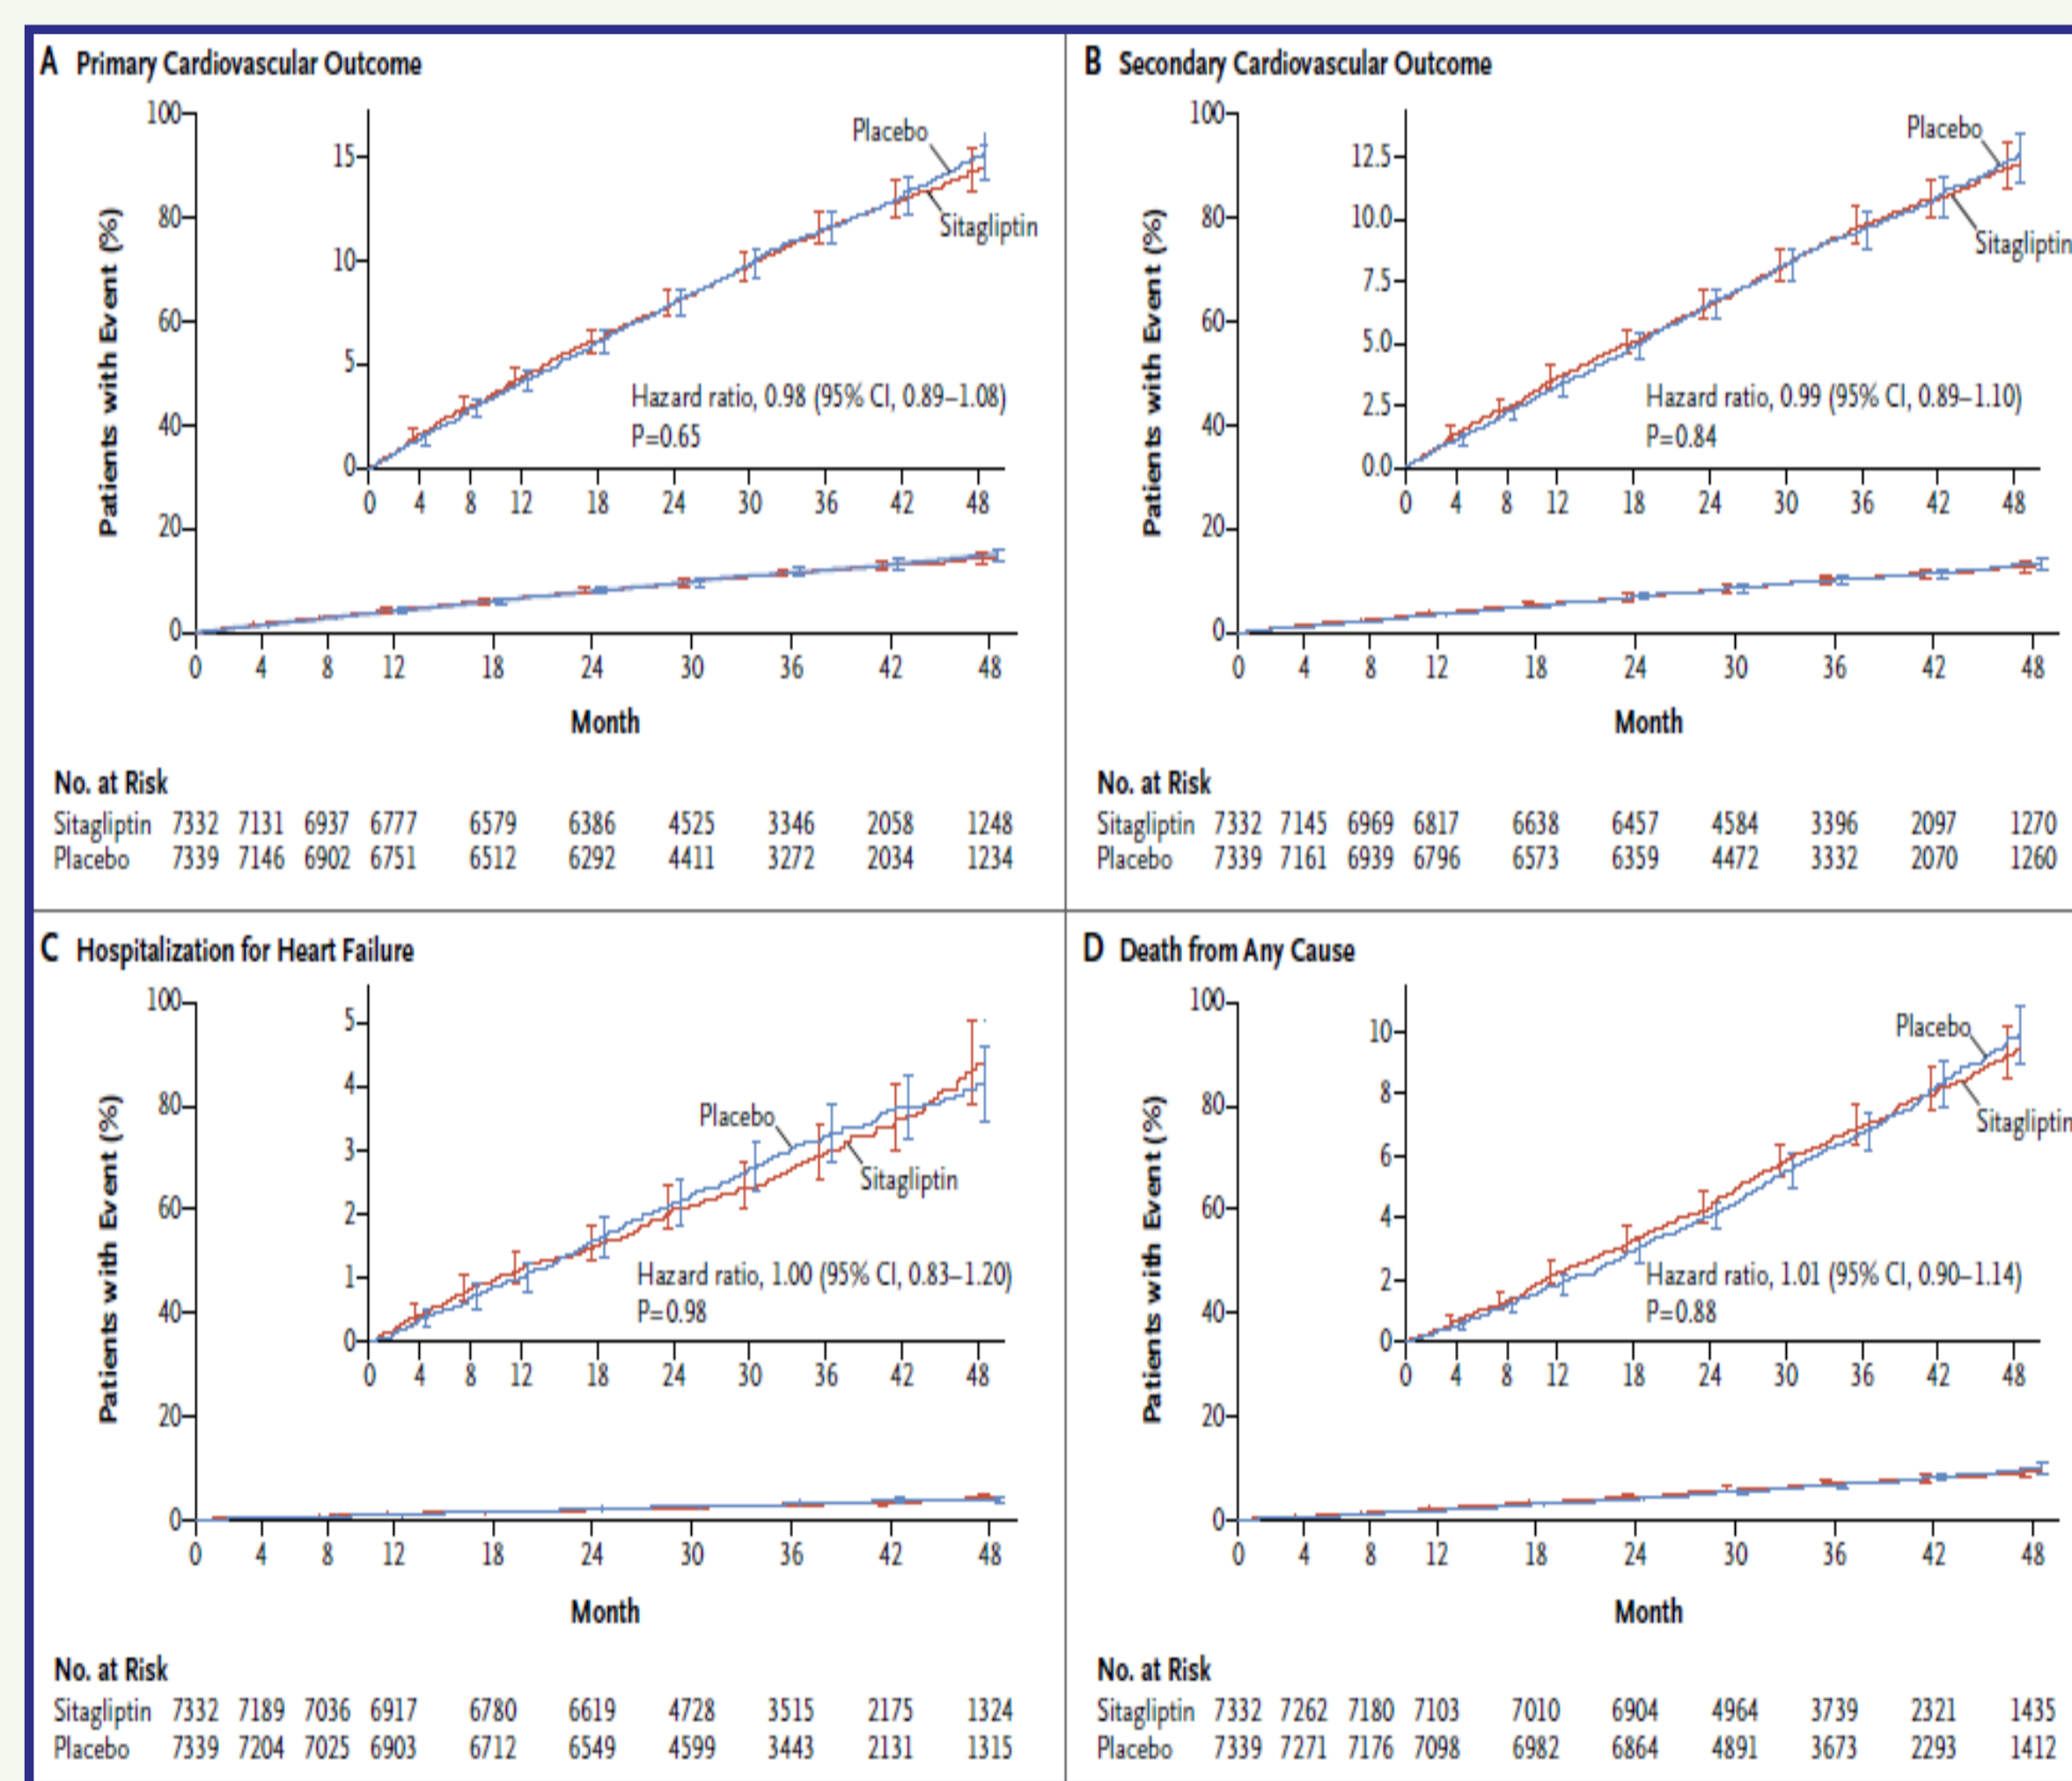 A Primary Cardiovascular Outcome
Patients with Event (%)
100
80
60
40
20
0
15
10
5
0
Placebo
Sitagliptin
Hazard ratio, 0.98 (95% CI, 0.89–1.08)
P=0.65
0 4 8 12 18 24 30 36 42 48
0 4 8 12 18 24 30 36 42 48
Month
No. at Risk
Sitagliptin 7332 7131 6937 6777 6579 6386 4525 3346 2058 1248
Placebo 7339 7146 6902 6751 6512 6292 4411 3272 2034 1234
B Secondary Cardiovascular Outcome
Patients with Event (%)
100
80
60
40
20
0
12.5
10.0
7.5
5.0
2.5
0.0
Placebo
Sitagliptin
Hazard ratio, 0.99 (95% CI, 0.89–1.10)
P=0.84
0 4 8 12 18 24 30 36 42 48
0 4 8 12 18 24 30 36 42 48
Month
No. at Risk
Sitagliptin 7332 7145 6969 6817 6638 6457 4584 3396 2097 1270
Placebo 7339 7161 6939 6796 6573 6359 4472 3332 2070 1260
C Hospitalization for Heart Failure
Patients with Event (%)
100
80
60
40
20
0
5
4
3
2
1
0
Placebo
Sitagliptin
Hazard ratio, 1.00 (95% CI, 0.83–1.20)
P=0.98
0 4 8 12 18 24 30 36 42 48
0 4 8 12 18 24 30 36 42 48
Month
No. at Risk
Sitagliptin 7332 7189 7036 6917 6780 6619 4728 3515 2175 1324
Placebo 7339 7204 7025 6903 6712 6549 4599 3443 2131 1315
D Death from Any Cause
Patients with Event (%)
100
80
60
40
20
0
10
8
6
4
2
0
Placebo
Sitagliptin
Hazard ratio, 1.01 (95% CI, 0.90–1.14)
P=0.88
0 4 8 12 18 24 30 36 42 48
0 4 8 12 18 24 30 36 42 48
Month
No. at Risk
Sitagliptin 7332 7262 7180 7103 7010 6904 4964 3739 2321 1435
Placebo 7339 7271 7176 7098 6982 6864 4891 3673 2293 1412